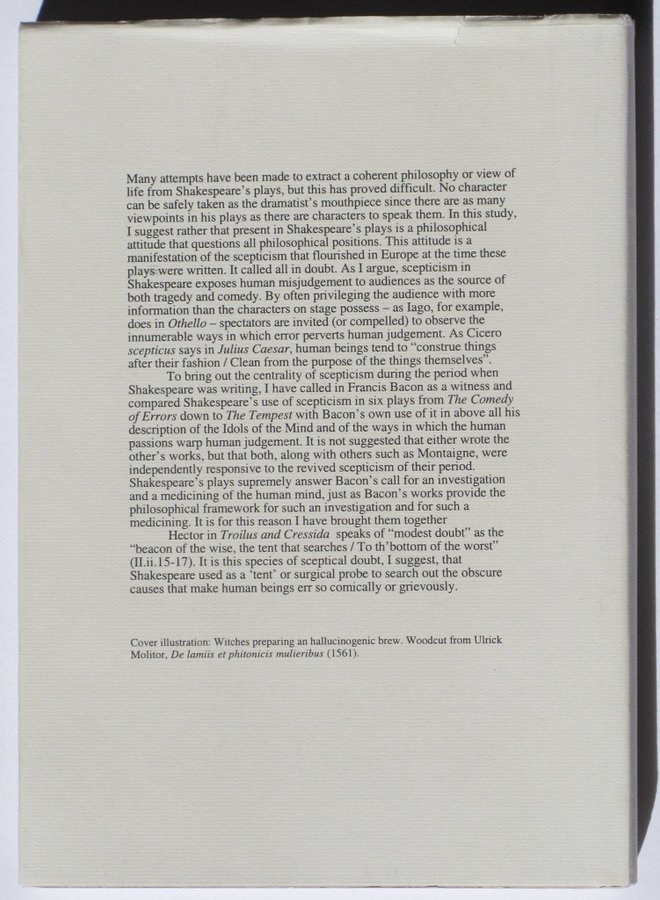 Many attempts have been made to extract a coherent philosophy or view of
life from Shakespeare's plays, but this has proved difficult. No character
can be safely taken as the dramatist's mouthpiece since there are as many
viewpoints in his plays as there are characters to speak them. In this study,
I suggest rather that present in Shakespeare's plays is a philosophical
attitude that questions all philosophical positions. This attitude is a
manifestation of the scepticism that flourished in Europe at the time these
plays were written. It called all in doubt. As I argue, scepticism in
Shakespeare exposes human misjudgement to audiences as the source of
both tragedy and comedy. By often privileging the audience with more
information than the characters on stage possess – as Iago, for example,
does in Othello – spectators are invited (or compelled) to observe the
innumerable ways in which error perverts human judgement. As Cicero
scepticus says in Julius Caesar, human beings tend to "construe things
after their fashion / Clean from the purpose of the things themselves".
To bring out the centrality of scepticism during the period when
Shakespeare was writing, I have called in Francis Bacon as a witness and
compared Shakespeare's use of scepticism in six plays from The Comedy
of Errors down to The Tempest with Bacon's own use of it in above all his
description of the Idols of the Mind and of the ways in which the human
passions warp human judgement. It is not suggested that either wrote the
other's works, but that both, along with others such as Montaigne, were
independently responsive to the revived scepticism of their period.
Shakespeare's plays supremely answer Bacon's call for an investigation
and a medicining of the human mind, just as Bacon's works provide the
philosophical framework for such an investigation and for such a
medicining. It is for this reason I have brought them together
Hector in Troilus and Cressida speaks of "modest doubt" as the
"beacon of the wise, the tent that searches / To th'bottom of the worst"
(II.ii.15-17). It is this species of sceptical doubt, I suggest, that
Shakespeare used as a 'tent' or surgical probe to search out the obscure
causes that make human beings err so comically or grievously.
Cover illustration: Witches preparing an hallucinogenic brew. Woodcut from Ulrick
Molitor, De lamiis et phitonicis mulieribus (1561).